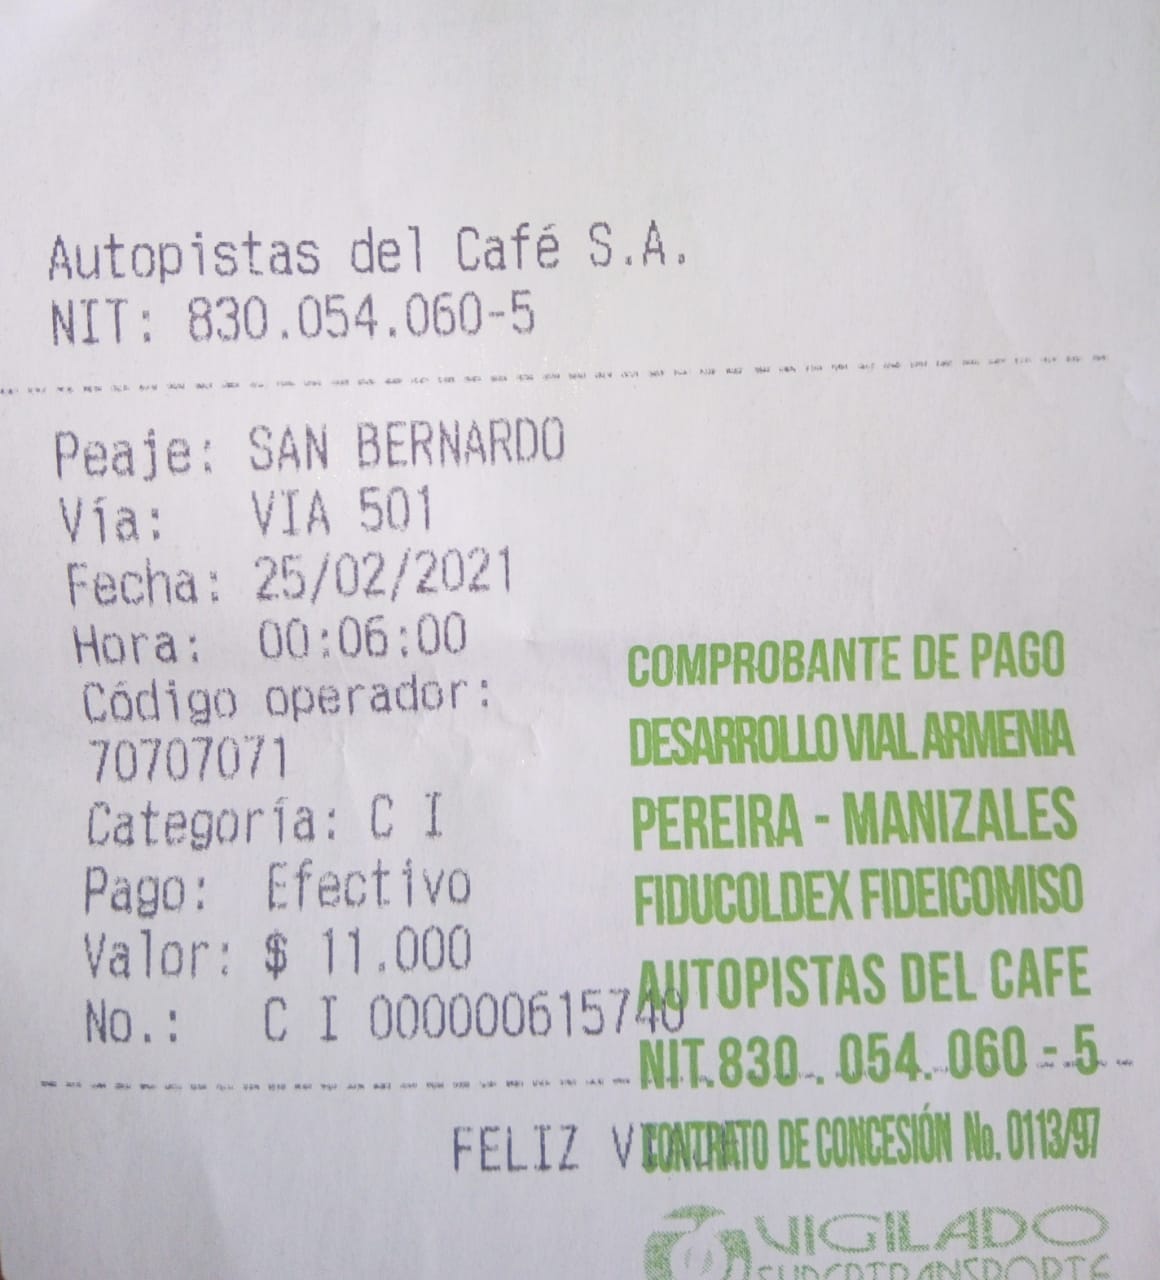 Autopistas del Café S.A.
NIT: 830.054.060-5
Peaje: SAN BERNARDO
Vía: VIA 501
Fecha: 25/02/2021
Hora: 00:06:00
Código operador:
70707071
Categoría: C I
Pago: Efectivo
Valor: $ 11.000
No.: C I 000000615740
FELIZ
COMPROBANTE DE PAGO
DESARROLLO VIAL ARMENIA
PEREIRA - MANIZALES
FIDUCOLDEX FIDEICOMISO
AUTOPISTAS DEL CAFE
NIT.830. 054. 060 - 5
CONTRATO DE CONCESIÓN No. 0113/97
VIGILADO
SUPERTRANSPORTE